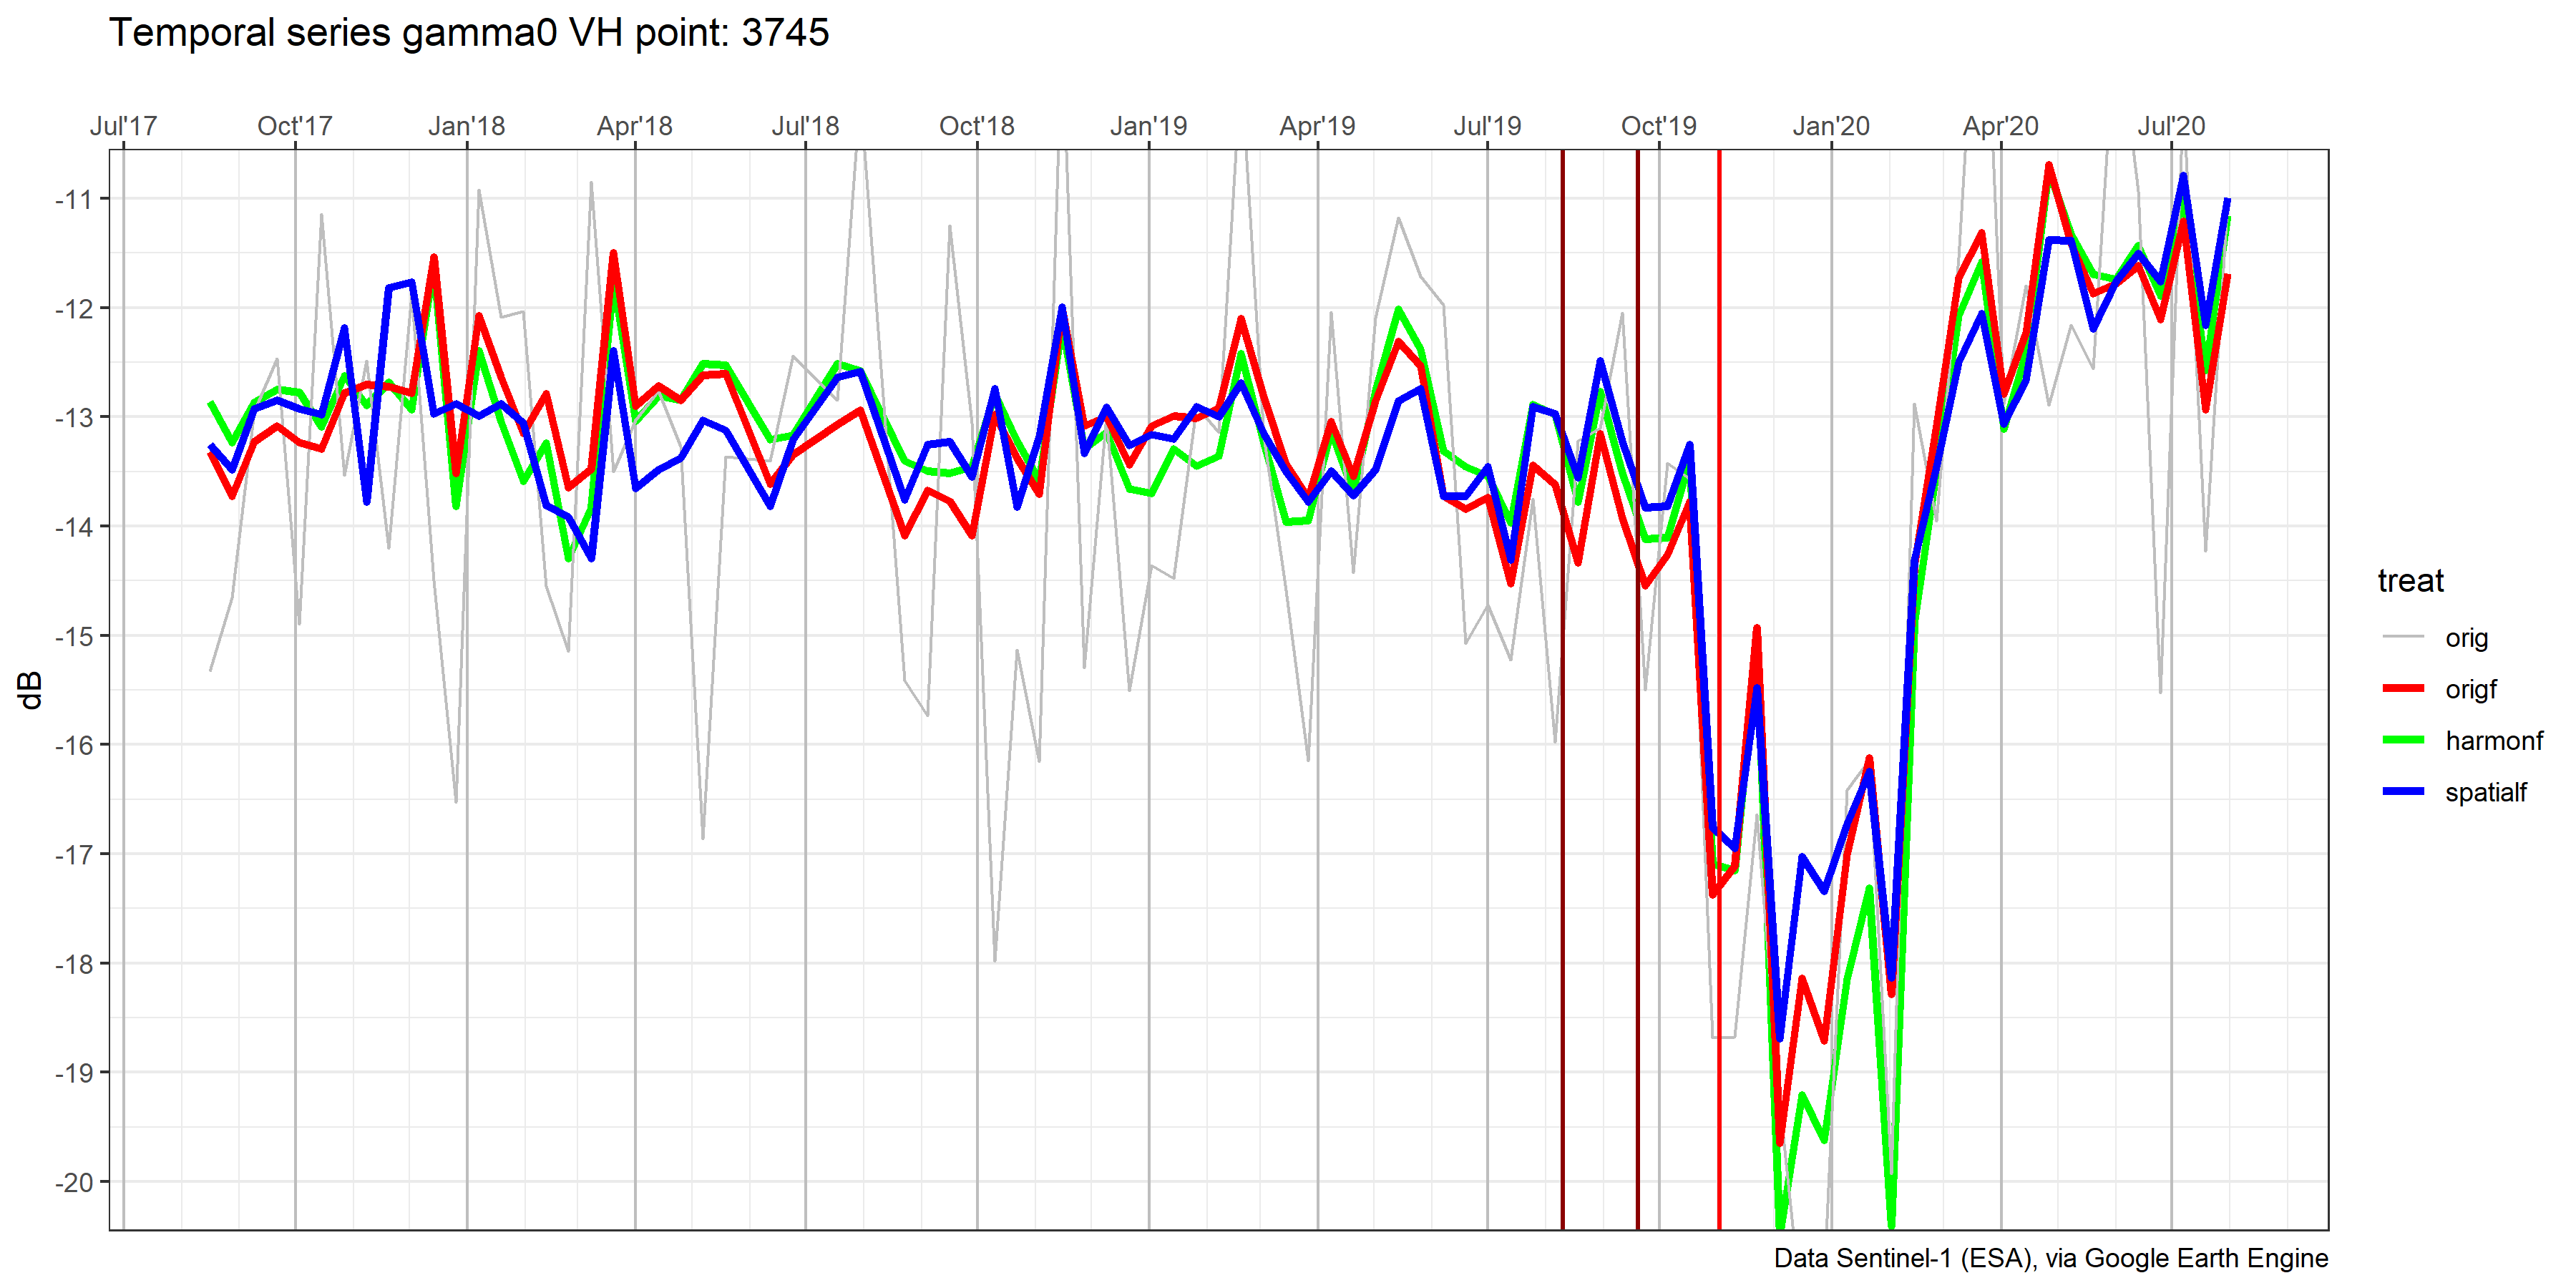 Temporal series gamma0 VH point: 3745
Jul'17 Oct'17 Jan'18 Apr'18 Jul'18 Oct'18 Jan'19 Apr'19 Jul'19 Oct'19 Jan'20 Apr'20 Jul'20
-11
-12
-13
-14
-15
-16
-17
-18
-19
-20
dB
treat
orig
origf
harmonf
spatialf
Data Sentinel-1 (ESA), via Google Earth Engine